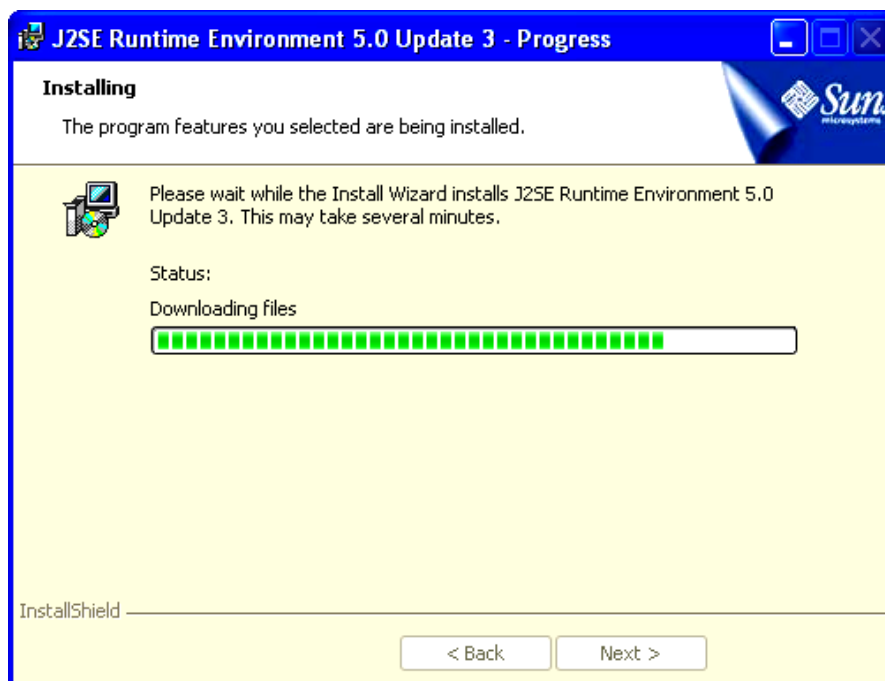 J2SE Runtime Environment 5.0 Update 3 - Progress
Installing
The program features you selected are being installed.
Sun
microsystems
Please wait while the Install Wizard installs J2SE Runtime Environment 5.0
Update 3. This may take several minutes.
Status:
Downloading files
InstallShield
< Back
Next >